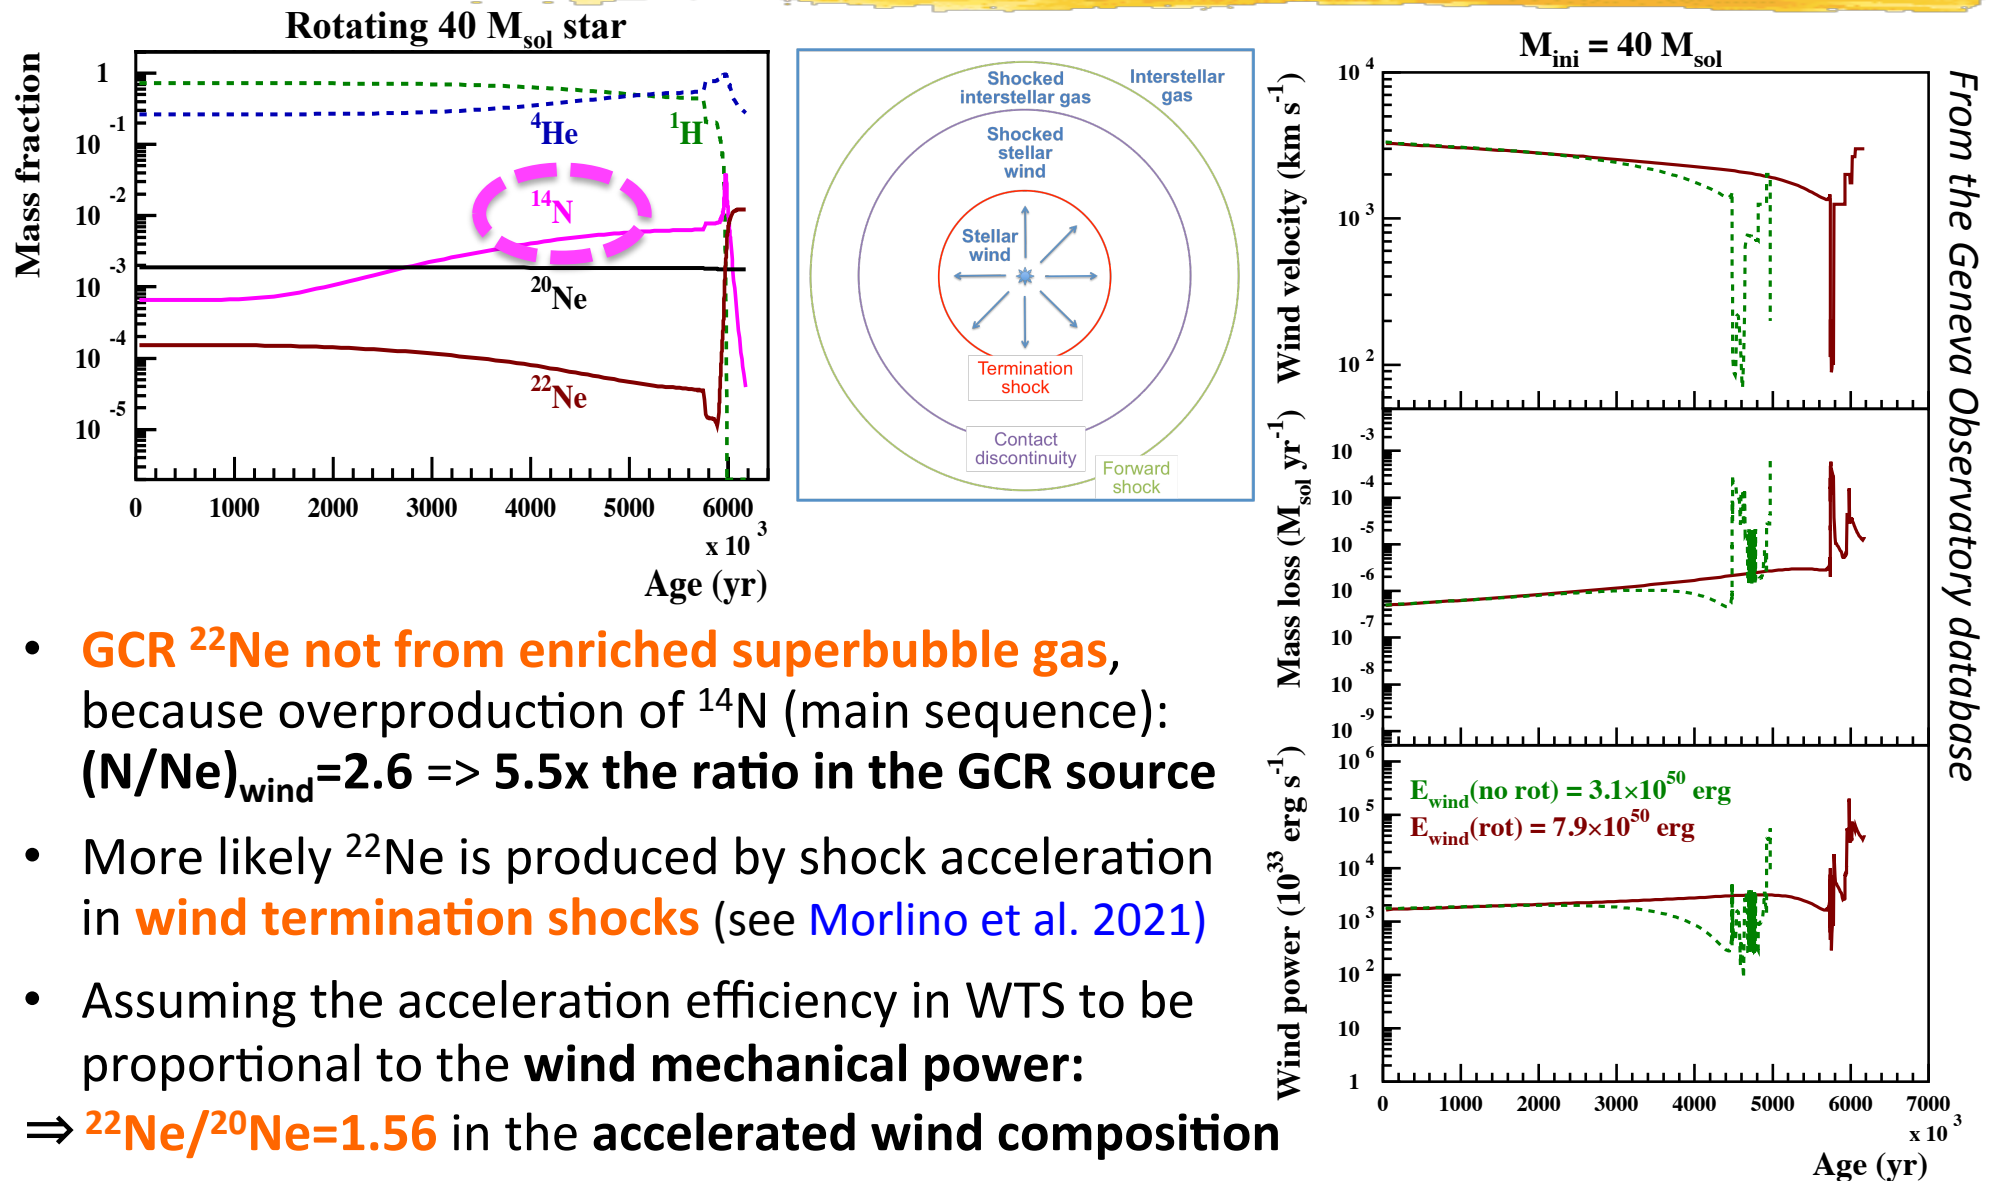 Rotating 40 M_sol star
Mass fraction
1
10^-1
10^-2
10^-3
10^-4
10^-5
^4He
^1H
^14N
^20Ne
^22Ne
0 1000 2000 3000 4000 5000 6000
x 10^3
Age (yr)
Shocked interstellar gas
Interstellar gas
Shocked stellar wind
Stellar wind
Termination shock
Contact discontinuity
Forward shock
M_ini = 40 M_sol
Wind velocity (km s^-1)
10^4
10^3
10^2
Mass loss (M_sol yr^-1)
10^-3
10^-4
10^-5
10^-6
10^-7
10^-8
10^-9
Wind power (10^33 erg s^-1)
10^6
10^5
10^4
10^3
10^2
10
1
E_wind(no rot) = 3.1×10^50 erg
E_wind(rot) = 7.9×10^50 erg
0 1000 2000 3000 4000 5000 6000 7000
x 10^3
Age (yr)
From the Geneva Observatory database
• GCR ^22Ne not from enriched superbubble gas,
because overproduction of ^14N (main sequence):
(N/Ne)_wind=2.6 => 5.5x the ratio in the GCR source
• More likely ^22Ne is produced by shock acceleration
in wind termination shocks (see Morlino et al. 2021)
• Assuming the acceleration efficiency in WTS to be
proportional to the wind mechanical power:
⇒ ^22Ne/^20Ne=1.56 in the accelerated wind composition